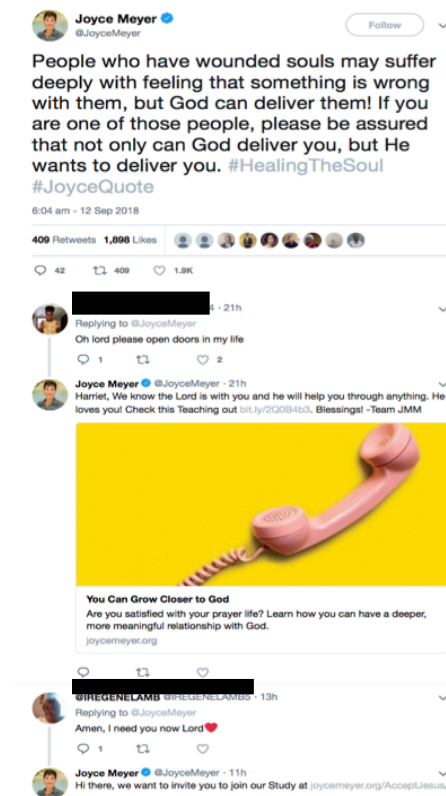 Joyce Meyer
@JoyceMeyer
Follow
People who have wounded souls may suffer
deeply with feeling that something is wrong
with them, but God can deliver them! If you
are one of those people, please be assured
that not only can God deliver you, but He
wants to deliver you. #HealingTheSoul
#JoyceQuote
6:04 am - 12 Sep 2018
409 Retweets 1,898 Likes
42 409 1.9K
· 21h
Replying to @JoyceMeyer
Oh lord please open doors in my life
1 2
Joyce Meyer @JoyceMeyer · 21h
Harriet, We know the Lord is with you and he will help you through anything. He
loves you! Check this Teaching out bit.ly/2Q0B4b3. Blessings! -Team JMM
You Can Grow Closer to God
Are you satisfied with your prayer life? Learn how you can have a deeper,
more meaningful relationship with God.
joycemeyer.org
@IREGENELAMB @IREGENELAMB5 · 13h
Replying to @JoyceMeyer
Amen, I need you now Lord
1
Joyce Meyer @JoyceMeyer · 11h
Hi there, we want to invite you to join our Study at joycemeyer.org/AcceptJesus.